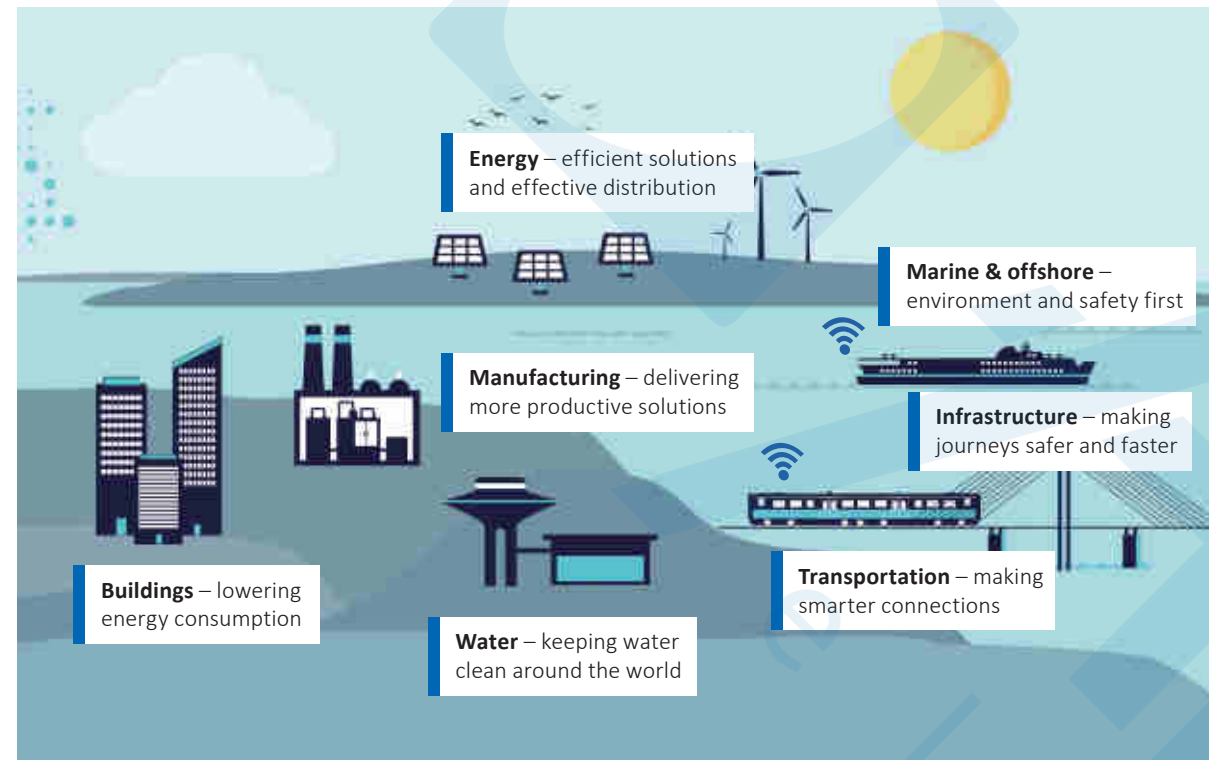 Energy – efficient solutions
and effective distribution
Marine & offshore –
environment and safety first
Manufacturing – delivering
more productive solutions
Infrastructure – making
journeys safer and faster
Buildings – lowering
energy consumption
Transportation – making
smarter connections
Water – keeping water
clean around the world